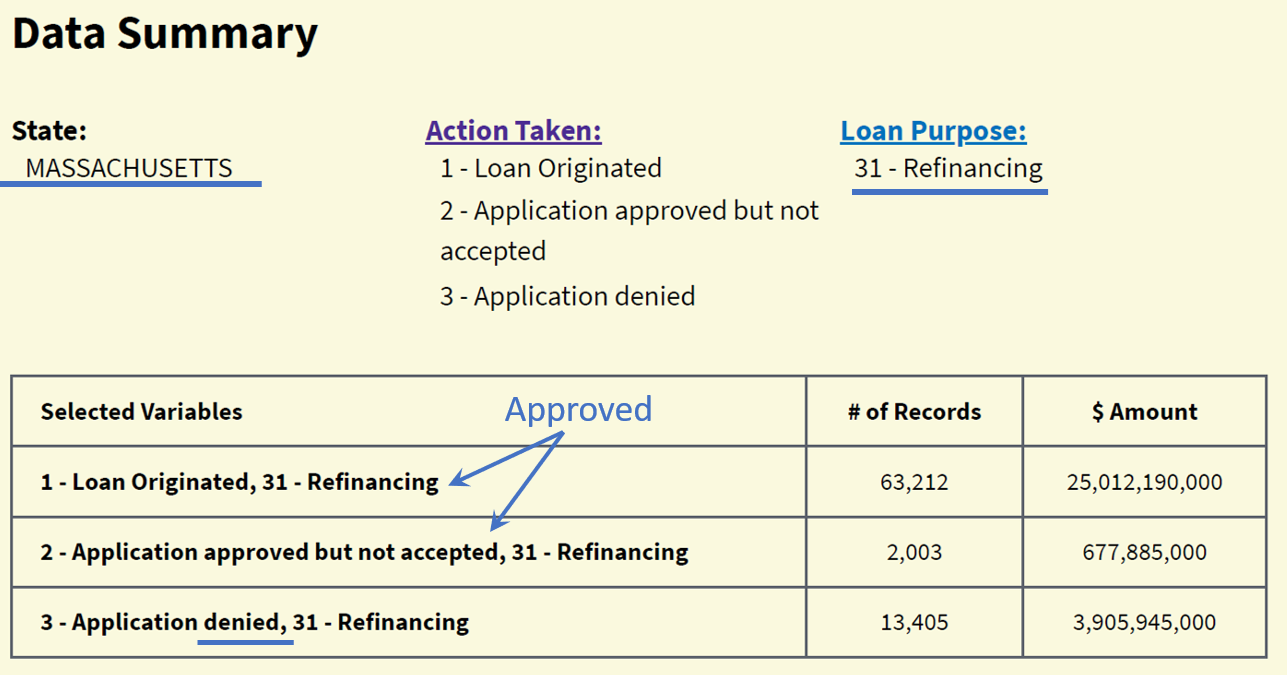 Data Summary
State:
MASSACHUSETTS
Action Taken:
1 - Loan Originated
2 - Application approved but not
accepted
3 - Application denied
Loan Purpose:
31 - Refinancing
Selected Variables # of Records $ Amount
Approved
1 - Loan Originated, 31 - Refinancing 63,212 25,012,190,000
2 - Application approved but not accepted, 31 - Refinancing 2,003 677,885,000
3 - Application denied, 31 - Refinancing 13,405 3,905,945,000